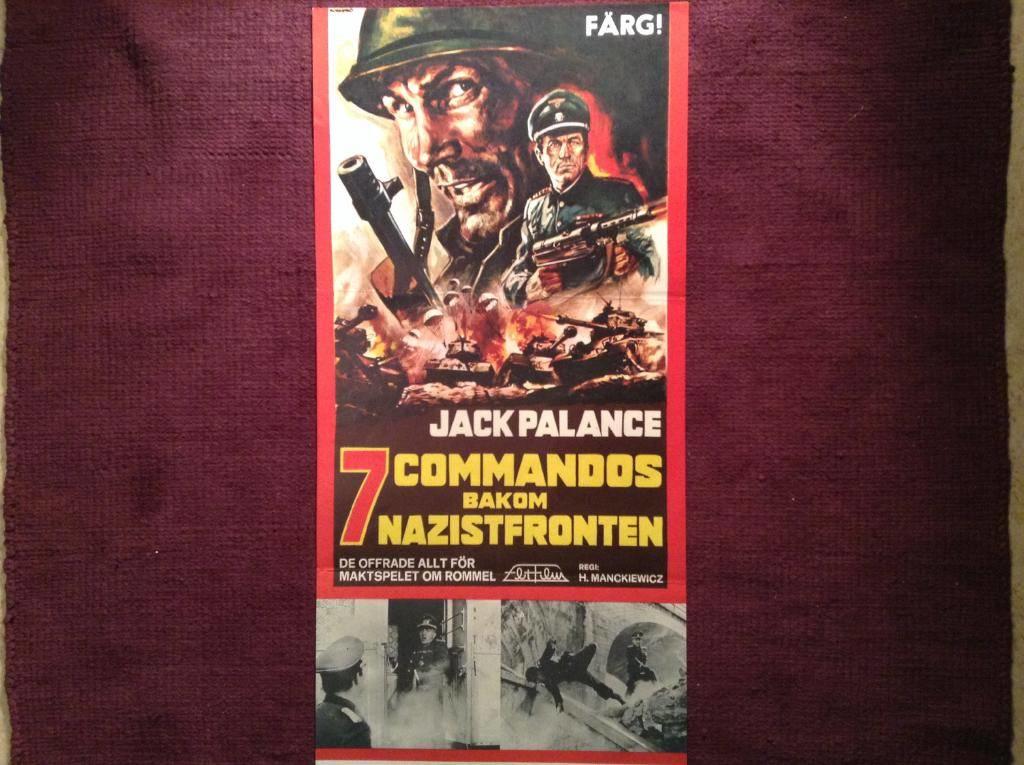 FÄRG!
JACK PALANCE
7 COMMANDOS
BAKOM
NAZISTFRONTEN
DE OFFRADE ALLT FÖR
MAKTSPELET OM ROMMEL
REGI:
H. MANCKIEWICZ